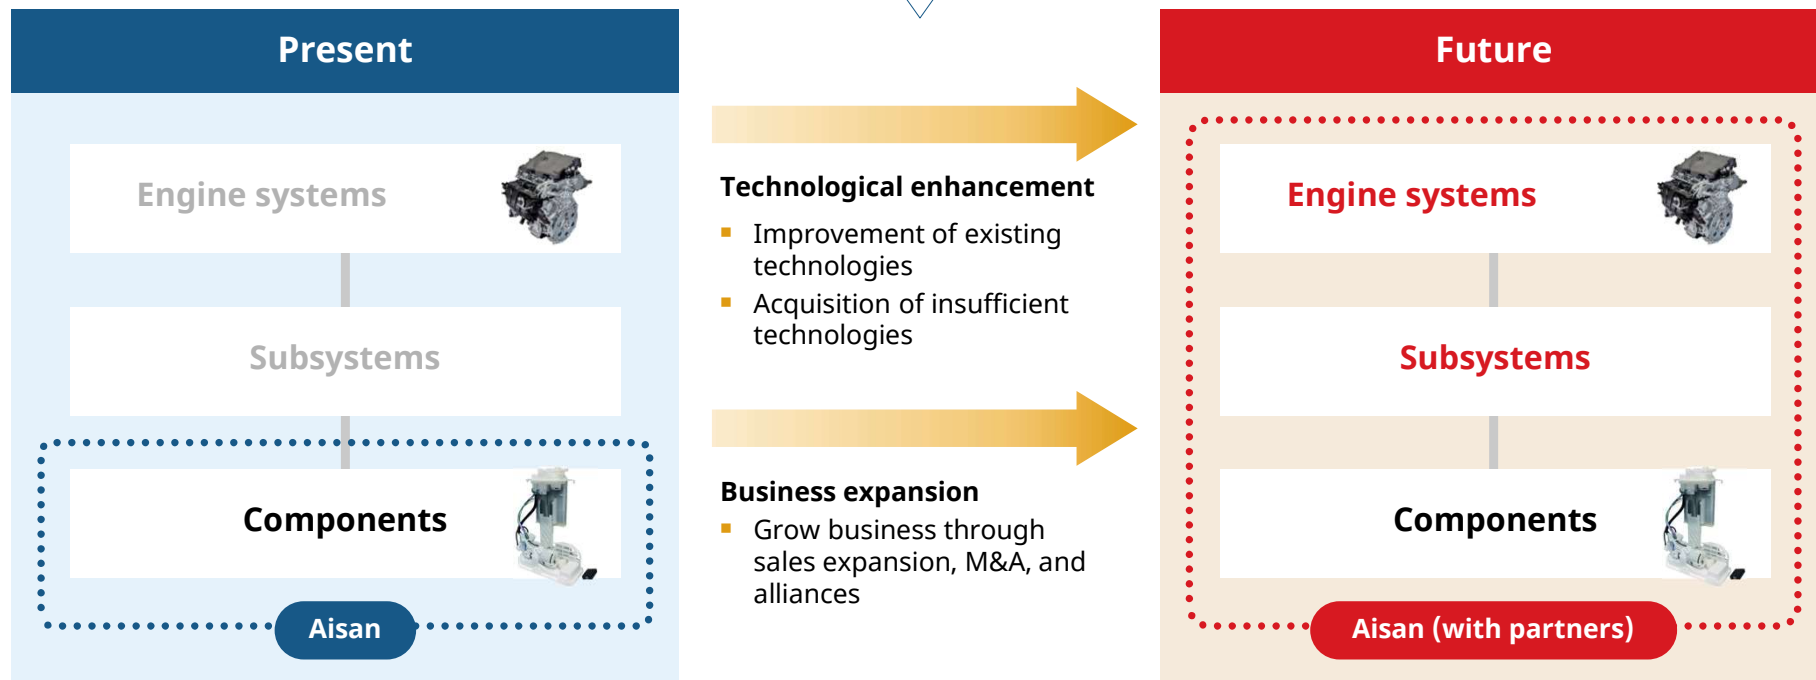 Present
Engine systems
Subsystems
Components
Aisan
Technological enhancement
Improvement of existing
technologies
Acquisition of insufficient
technologies
Business expansion
Grow business through
sales expansion, M&A, and
alliances
Future
Engine systems
Subsystems
Components
Aisan (with partners)